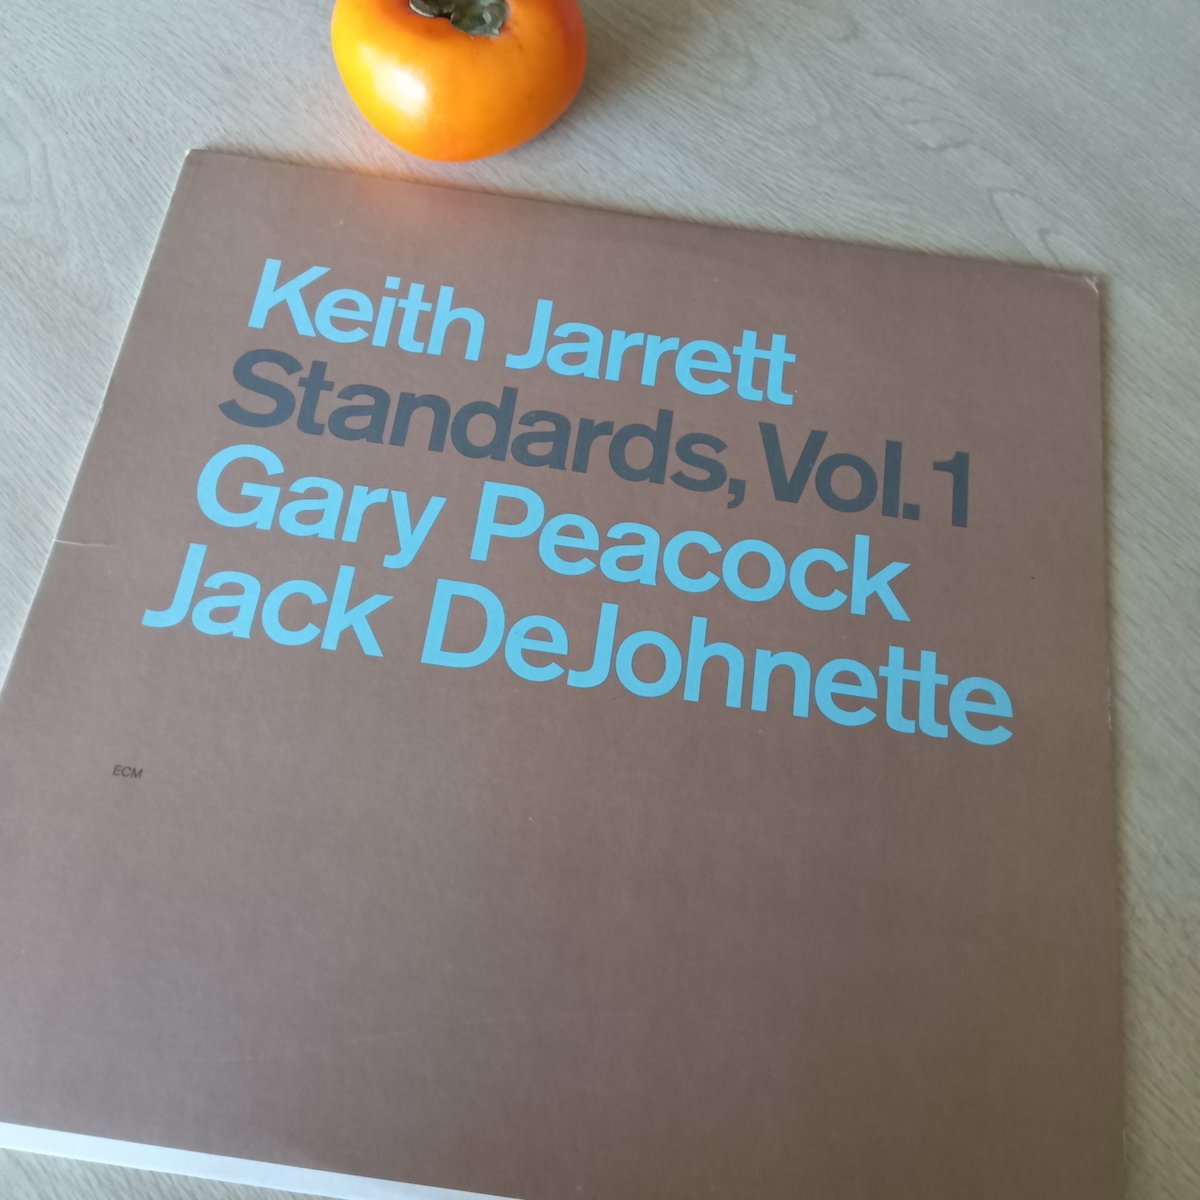 Keith Jarrett
Standards, Vol. 1
Gary Peacock
Jack DeJohnette
ECM